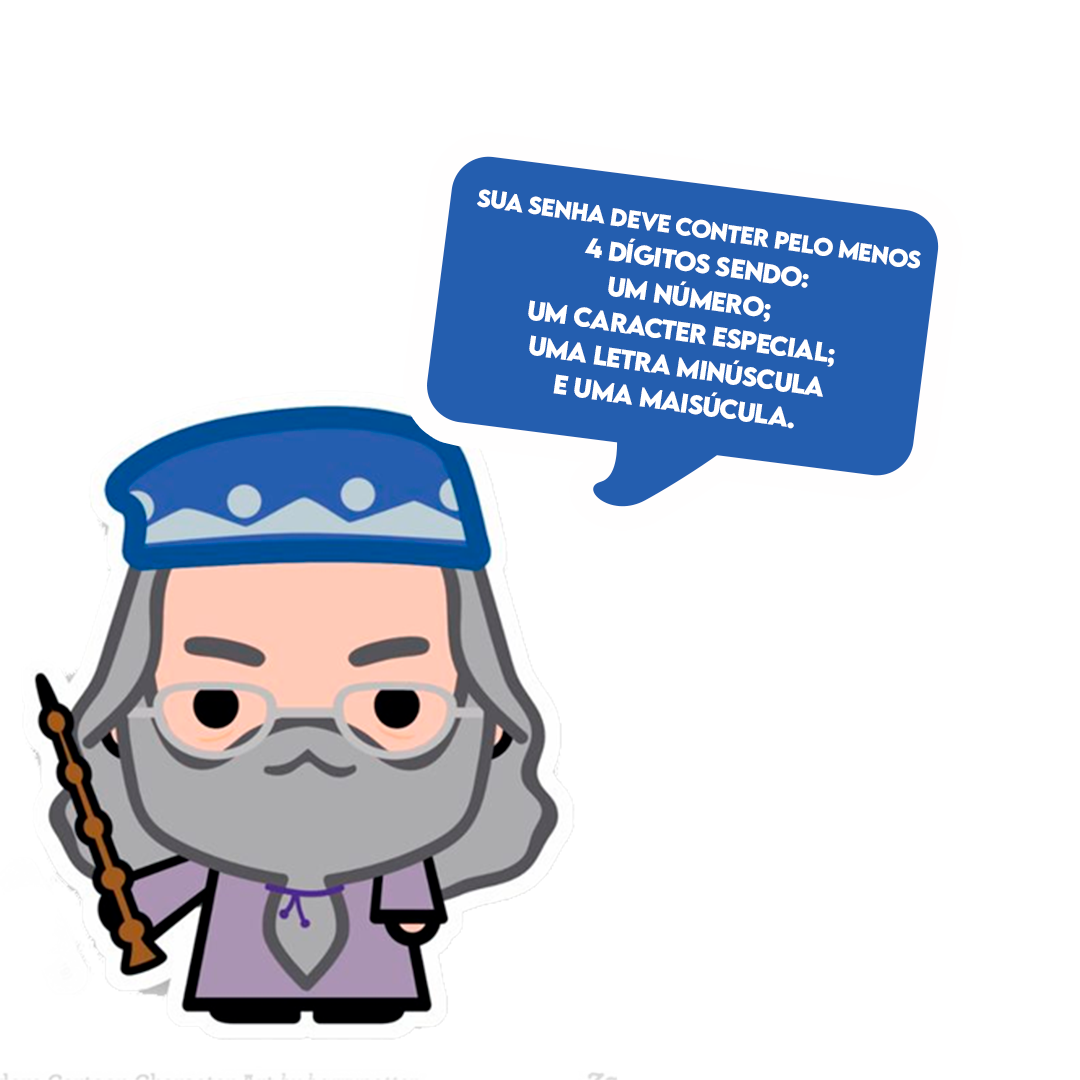 SUA SENHA DEVE CONTER PELO MENOS
4 DÍGITOS SENDO:
UM NÚMERO;
UM CARACTER ESPECIAL;
UMA LETRA MINÚSCULA
E UMA MAISÚCULA.